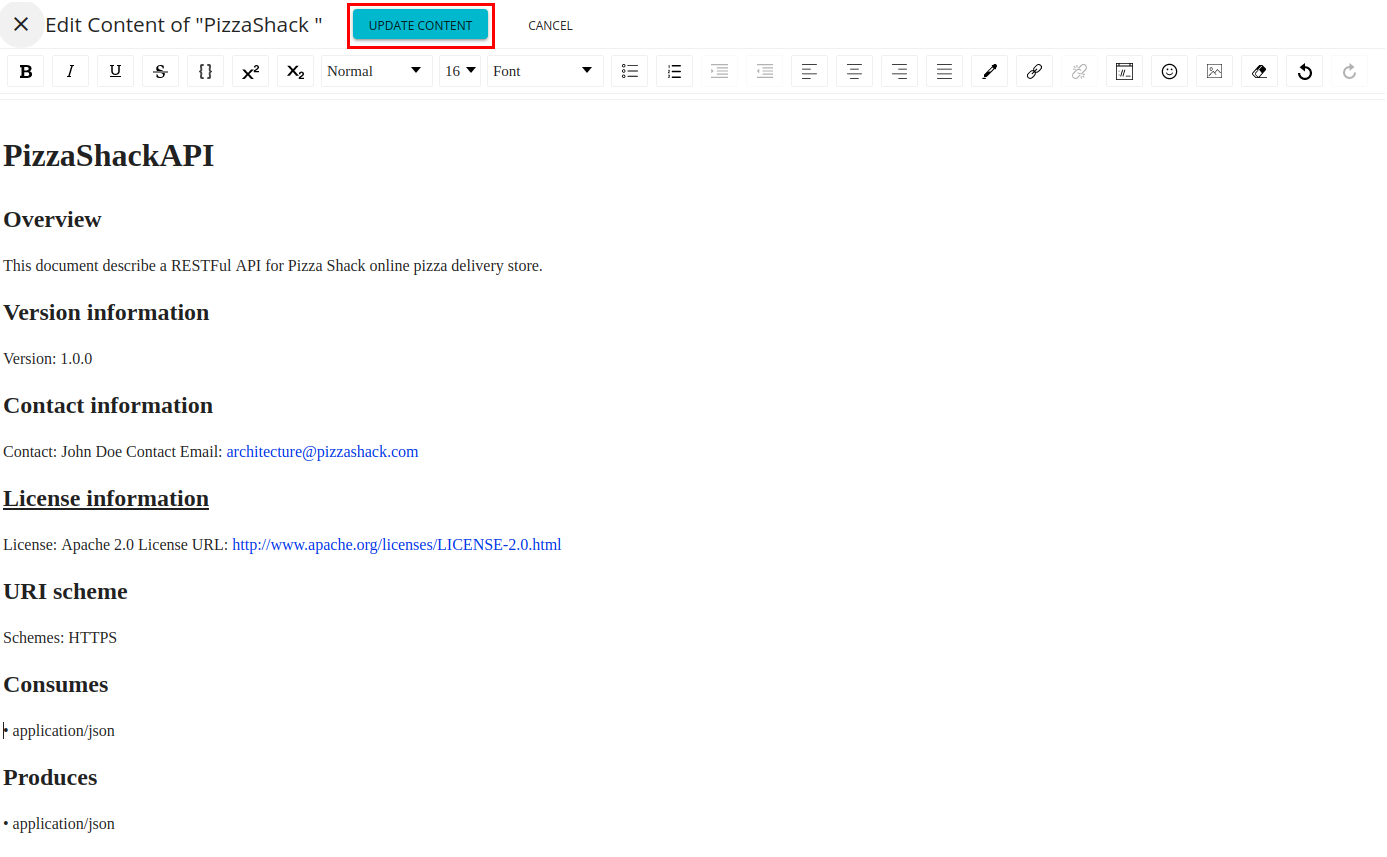 Edit Content of "PizzaShack " UPDATE CONTENT CANCEL
B I U S {} x² X₂ Normal 16 Font
PizzaShackAPI
Overview
This document describe a RESTFul API for Pizza Shack online pizza delivery store.
Version information
Version: 1.0.0
Contact information
Contact: John Doe Contact Email: architecture@pizzashack.com
License information
License: Apache 2.0 License URL: http://www.apache.org/licenses/LICENSE-2.0.html
URI scheme
Schemes: HTTPS
Consumes
• application/json
Produces
• application/json